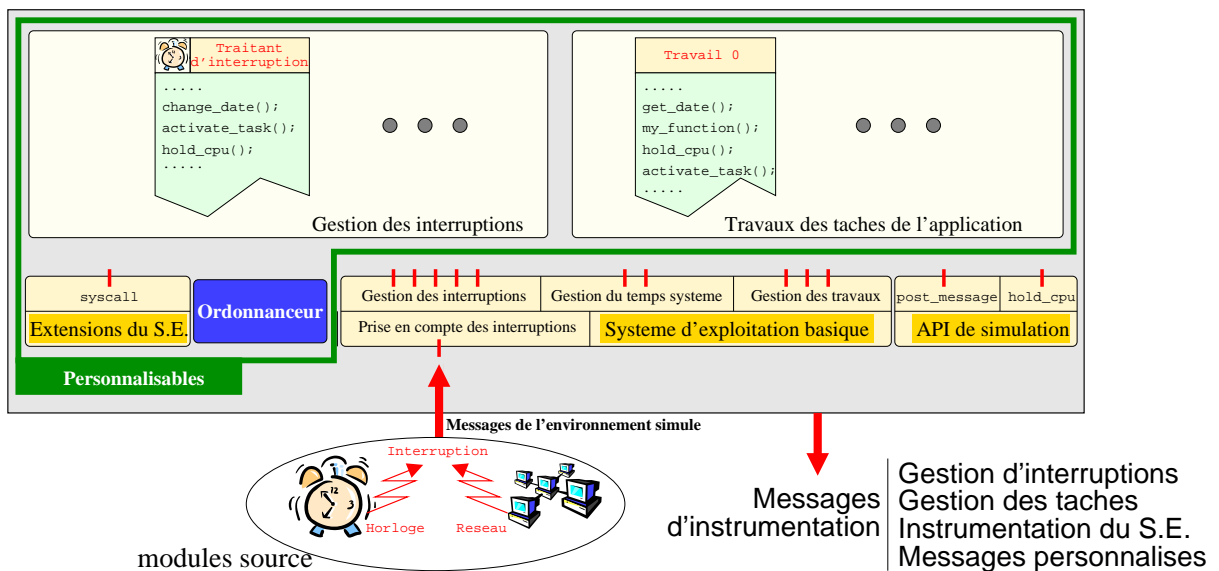 Traitant
d'interruption
.....
change_date();
activate_task();
hold_cpu();
.....
Gestion des interruptions
Travail 0
.....
get_date();
my_function();
hold_cpu();
activate_task();
.....
Travaux des taches de l'application
syscall
Extensions du S.E.
Ordonnanceur
Gestion des interruptions
Gestion du temps systeme
Gestion des travaux
Prise en compte des interruptions
Systeme d'exploitation basique
post_message
hold_cpu
API de simulation
Personnalisables
Messages de l'environnement simule
Interruption
12
3
Horloge
Reseau
modules source
Messages
d'instrumentation
Gestion d'interruptions
Gestion des taches
Instrumentation du S.E.
Messages personnalises